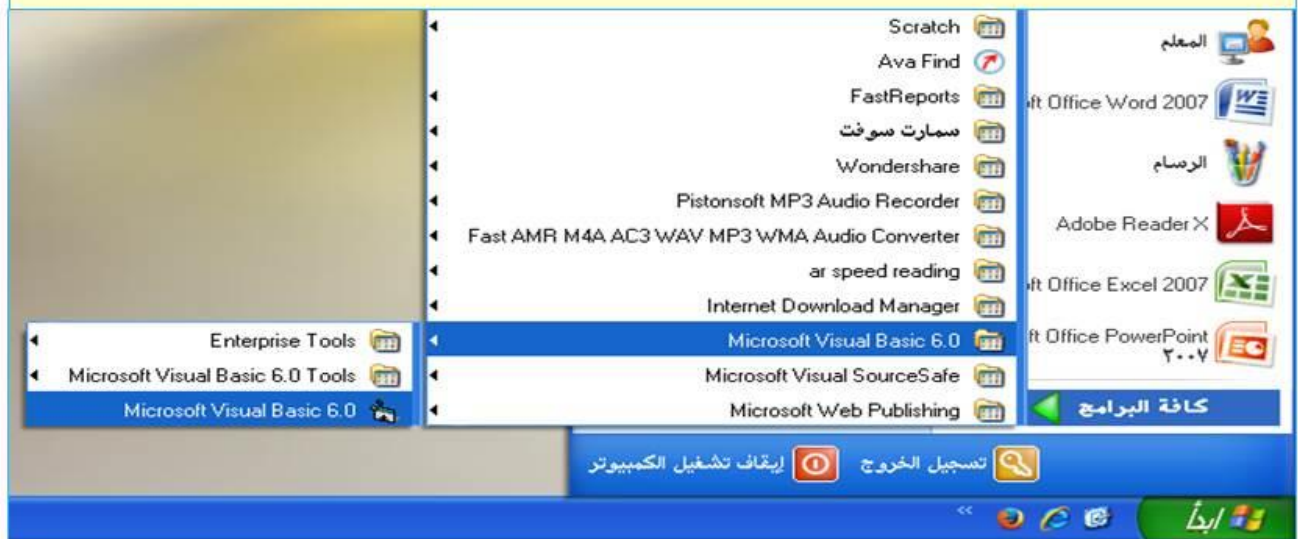 المعلم
ft Office Word 2007
الرسام
Adobe Reader X
ft Office Excel 2007
ft Office PowerPoint
٢٠٠٧
كافة البرامج
Scratch
Ava Find
FastReports
سمارت سوفت
Wondershare
Pistonsoft MP3 Audio Recorder
Fast AMR M4A AC3 WAV MP3 WMA Audio Converter
ar speed reading
Internet Download Manager
Microsoft Visual Basic 6.0
Microsoft Visual SourceSafe
Microsoft Web Publishing
Enterprise Tools
Microsoft Visual Basic 6.0 Tools
Microsoft Visual Basic 6.0
تسجيل الخروج إيقاف تشغيل الكمبيوتر
ابدأ